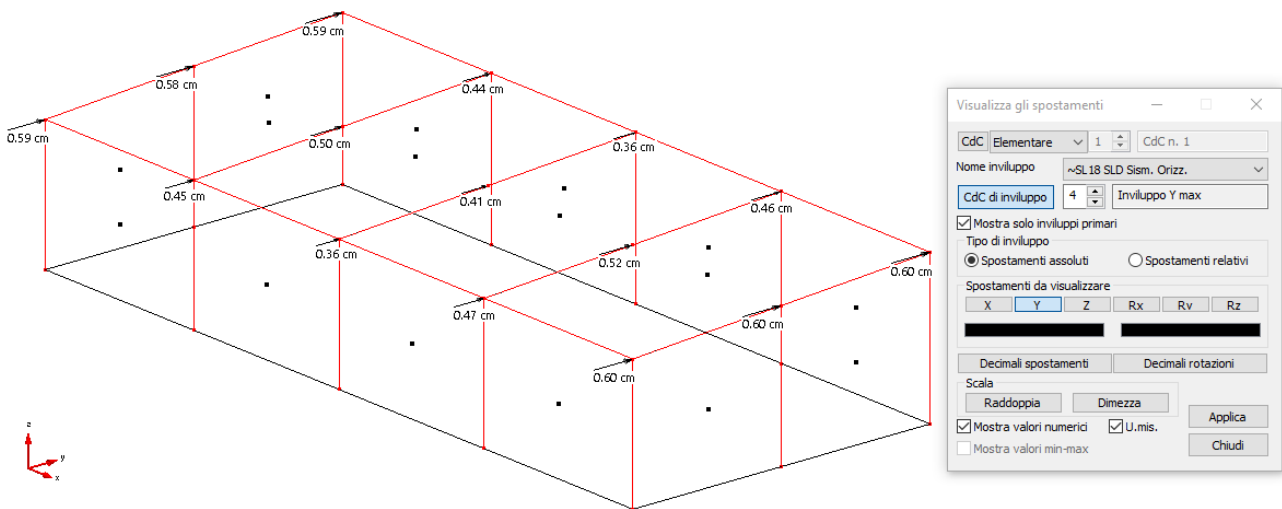 0.59 cm
0.58 cm
0.59 cm
0.44 cm
0.50 cm
0.45 cm
0.36 cm
0.41 cm
0.36 cm
0.46 cm
0.52 cm
0.47 cm
0.60 cm
0.60 cm
0.60 cm
z
y
x
Visualizza gli spostamenti
CdC Elementare 1 CdC n. 1
Nome inviluppo ~SL18 SLD Sism. Orizz.
CdC di inviluppo 4 Inviluppo Y max
Mostra solo inviluppi primari
Tipo di inviluppo
Spostamenti assoluti Spostamenti relativi
Spostamenti da visualizzare
X Y Z Rx Ry Rz
Decimali spostamenti Decimali rotazioni
Scala
Raddoppia Dimezza
Applica
Mostra valori numerici U.mis.
Mostra valori min-max
Chiudi